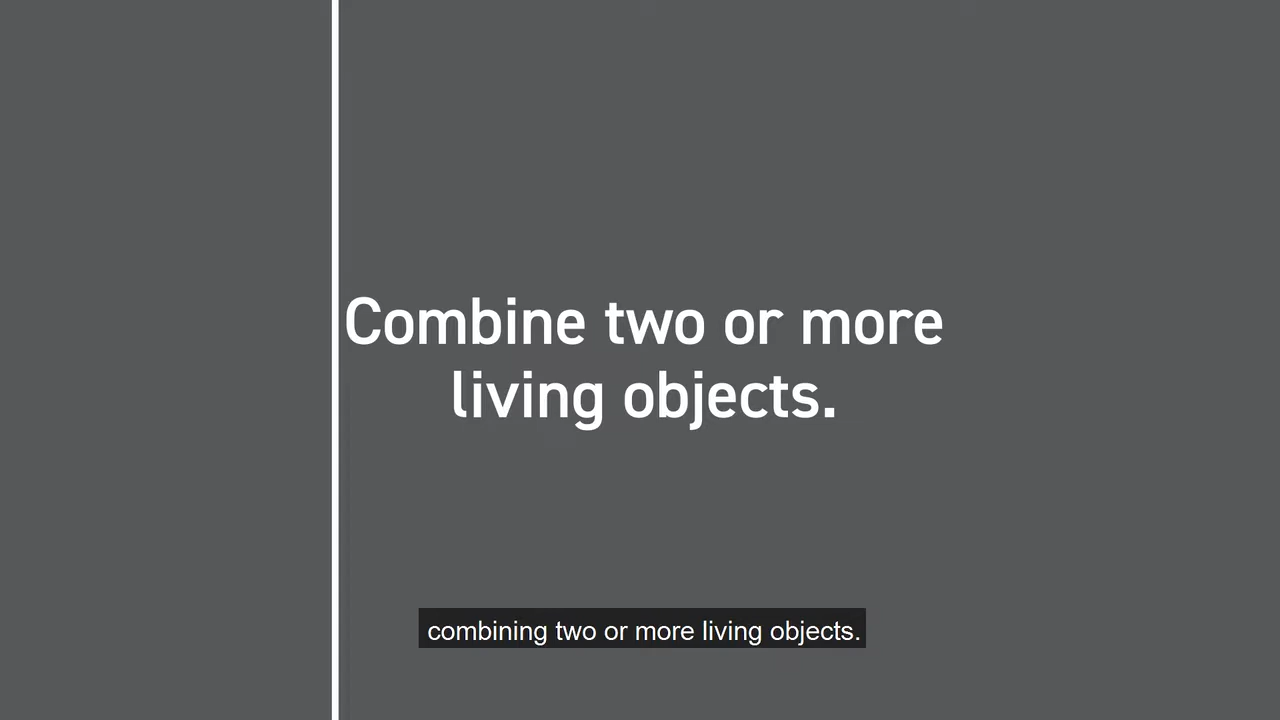 Combine two or more
living objects.
combining two or more living objects.